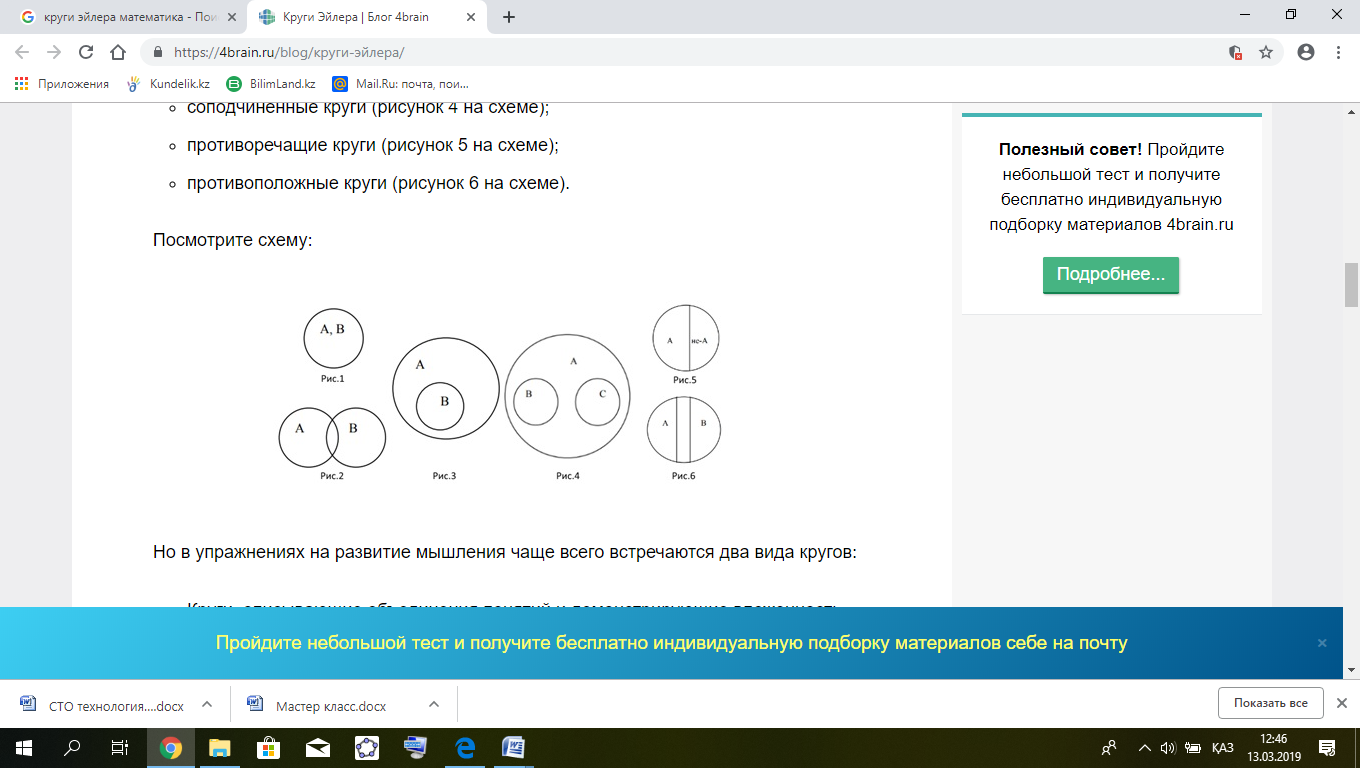 круги эйлера математика - Пои
Круги Эйлера | Блог 4brain
https://4brain.ru/blog/круги-эйлера/
Приложения
Kundelik.kz
BilimLand.kz
Mail.Ru: почта, пои...
соподчиненные круги (рисунок 4 на схеме);
противоречащие круги (рисунок 5 на схеме);
противоположные круги (рисунок 6 на схеме).
Посмотрите схему:
A, B
Рис.1
A
B
Рис.2
A
B
Рис.3
A
B
C
Рис.4
A
не-A
Рис.5
A
B
Рис.6
Но в упражнениях на развитие мышления чаще всего встречаются два вида кругов:
Полезный совет! Пройдите
небольшой тест и получите
бесплатно индивидуальную
подборку материалов 4brain.ru
Подробнее...
Пройдите небольшой тест и получите бесплатно индивидуальную подборку материалов себе на почту
СТО технология....docx
Мастер класс.docx
Показать все
ҚАЗ
12:46
13.03.2019